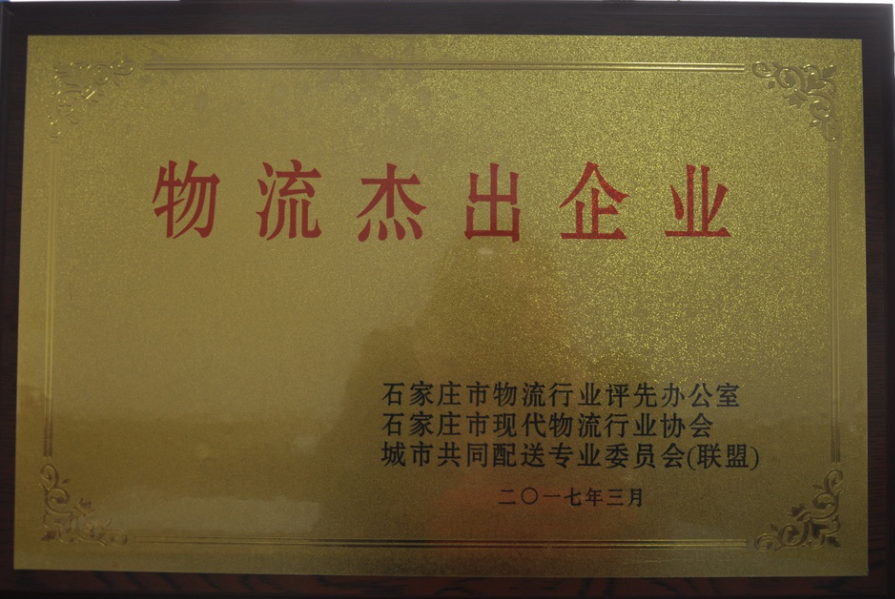 物流杰出企业
石家庄市物流行业评先办公室
石家庄市现代物流行业协会
城市共同配送专业委员会(联盟)
二〇一七年三月